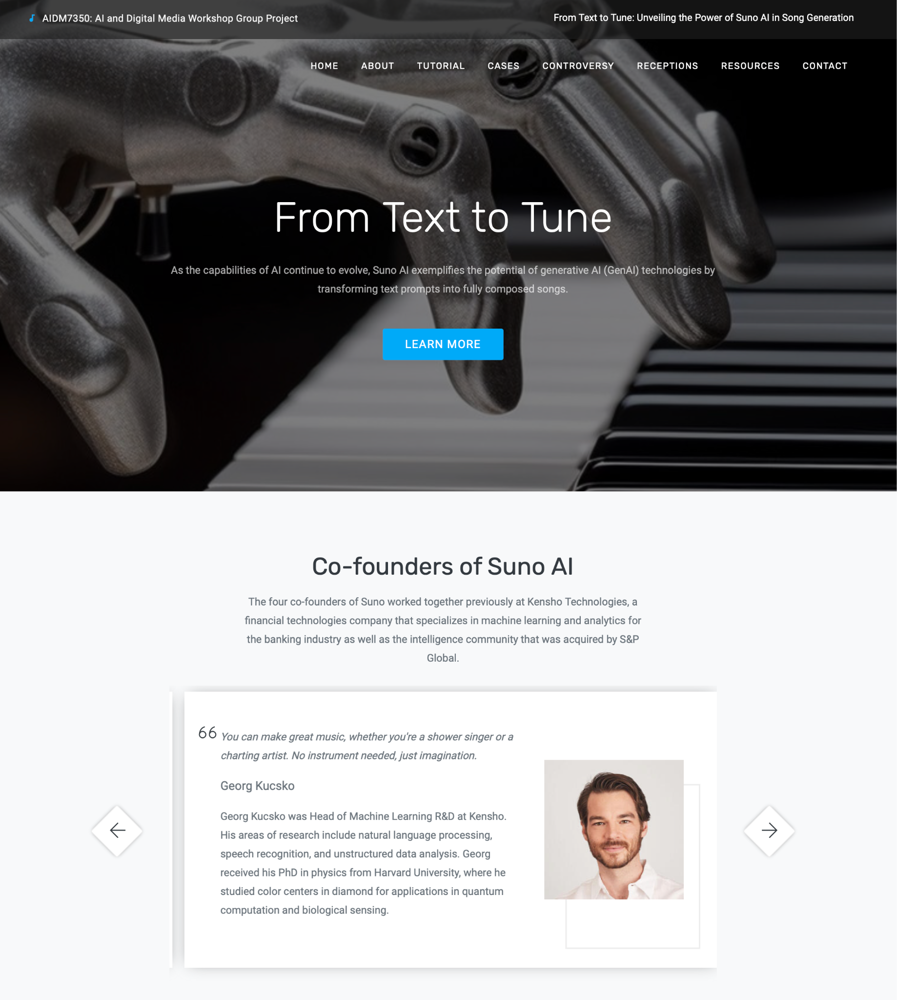 AIDM7350: AI and Digital Media Workshop Group Project
From Text to Tune: Unveiling the Power of Suno AI in Song Generation
HOME ABOUT TUTORIAL CASES CONTROVERSY RECEPTIONS RESOURCES CONTACT
From Text to Tune
As the capabilities of AI continue to evolve, Suno AI exemplifies the potential of generative AI (GenAI) technologies by
transforming text prompts into fully composed songs.
LEARN MORE
Co-founders of Suno AI
The four co-founders of Suno worked together previously at Kensho Technologies, a
financial technologies company that specializes in machine learning and analytics for
the banking industry as well as the intelligence community that was acquired by S&P
Global.
“ You can make great music, whether you're a shower singer or a
charting artist. No instrument needed, just imagination.
Georg Kucsko
Georg Kucsko was Head of Machine Learning R&D at Kensho.
His areas of research include natural language processing,
speech recognition, and unstructured data analysis. Georg
received his PhD in physics from Harvard University, where he
studied color centers in diamond for applications in quantum
computation and biological sensing.